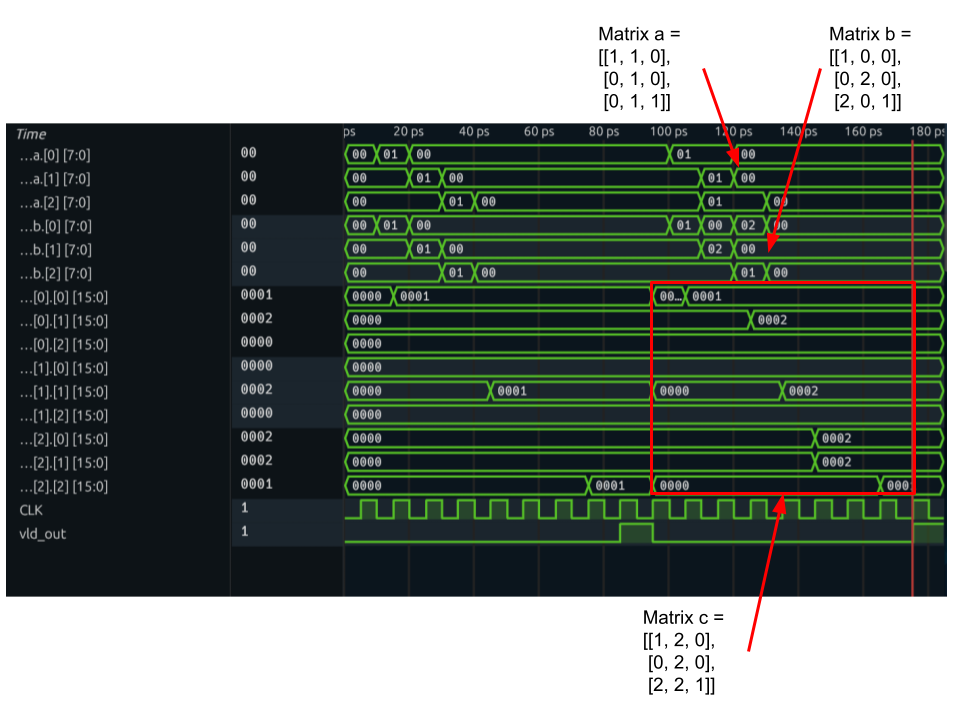 Matrix a =
[[1, 1, 0],
[0, 1, 0],
[0, 1, 1]]
Matrix b =
[[1, 0, 0],
[0, 2, 0],
[2, 0, 1]]
Time ps 20 ps 40 ps 60 ps 80 ps 100 ps 120 ps 140 ps 160 ps 180 ps
...a.[0] [7:0] 00 00 01 00 01 00
...a.[1] [7:0] 00 00 01 00 01 00
...a.[2] [7:0] 00 00 01 00 01 00
...b.[0] [7:0] 00 00 01 00 01 00 02 00
...b.[1] [7:0] 00 00 01 00 02 00
...b.[2] [7:0] 00 00 01 00 01 00
...[0].[0] [15:0] 0001 0000 0001 00... 0001
...[0].[1] [15:0] 0002 0000 0002
...[0].[2] [15:0] 0000 0000
...[1].[0] [15:0] 0000 0000
...[1].[1] [15:0] 0002 0000 0001 0000 0002
...[1].[2] [15:0] 0000 0000
...[2].[0] [15:0] 0002 0000 0002
...[2].[1] [15:0] 0002 0000 0002
...[2].[2] [15:0] 0001 0000 0001 0000 0001
CLK 1
vld_out 1
Matrix c =
[[1, 2, 0],
[0, 2, 0],
[2, 2, 1]]